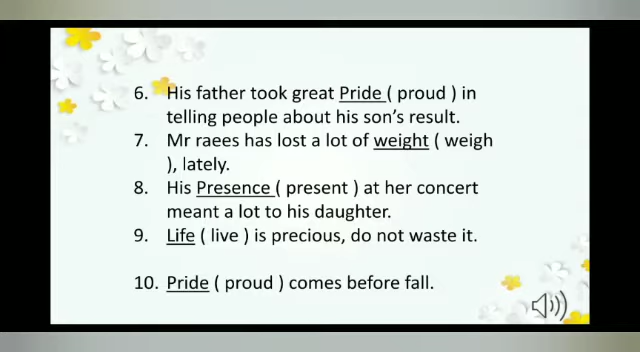 6. His father took great Pride ( proud ) in
telling people about his son's result.
7. Mr raees has lost a lot of weight ( weigh
), lately.
8. His Presence ( present ) at her concert
meant a lot to his daughter.
9. Life ( live ) is precious, do not waste it.
10. Pride ( proud ) comes before fall.